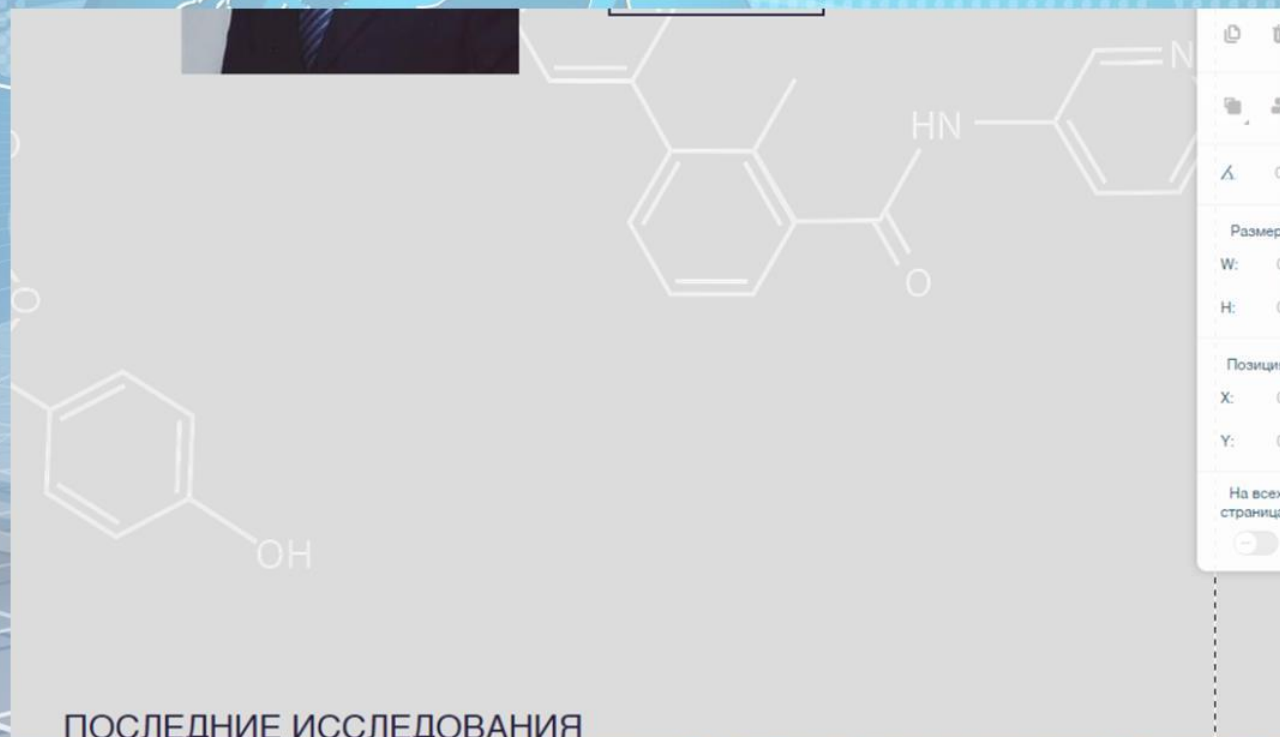 N
HN
O
Размер
W:
O
H:
Позиция
X:
Y:
На всех
страница
OH
ПОСЛЕДНИЕ ИССЛЕДОВАНИЯ